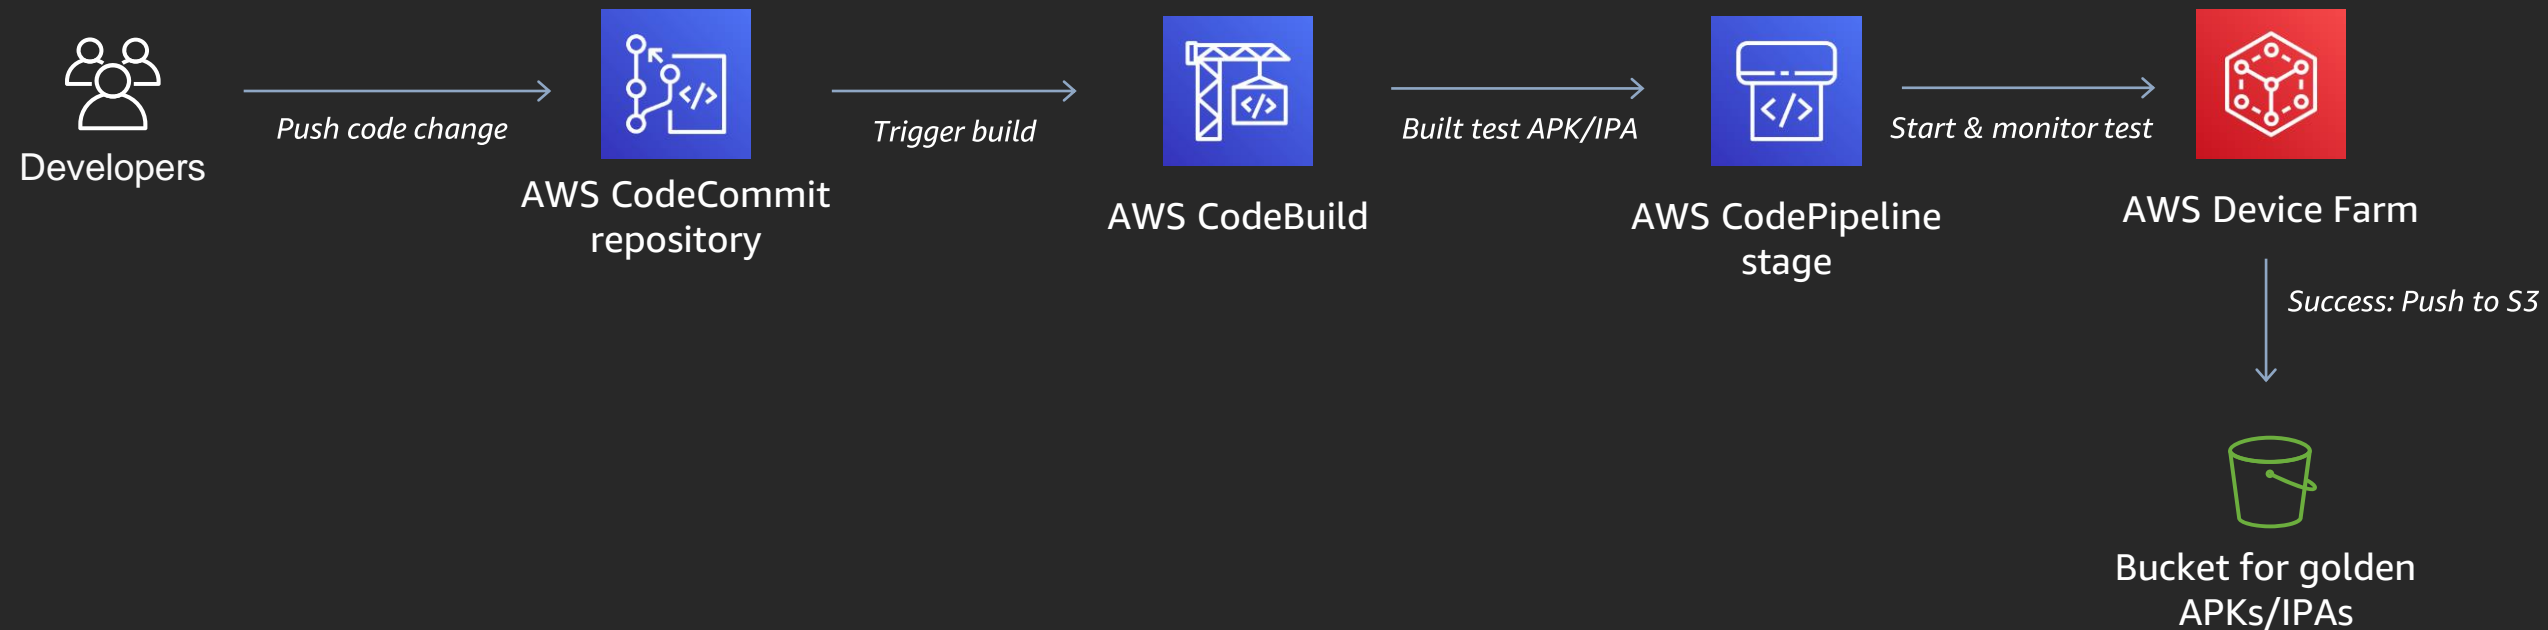 Developers
Push code change
AWS CodeCommit
repository
Trigger build
AWS CodeBuild
Built test APK/IPA
AWS CodePipeline
stage
Start & monitor test
AWS Device Farm
Success: Push to S3
Bucket for golden
APKs/IPAs